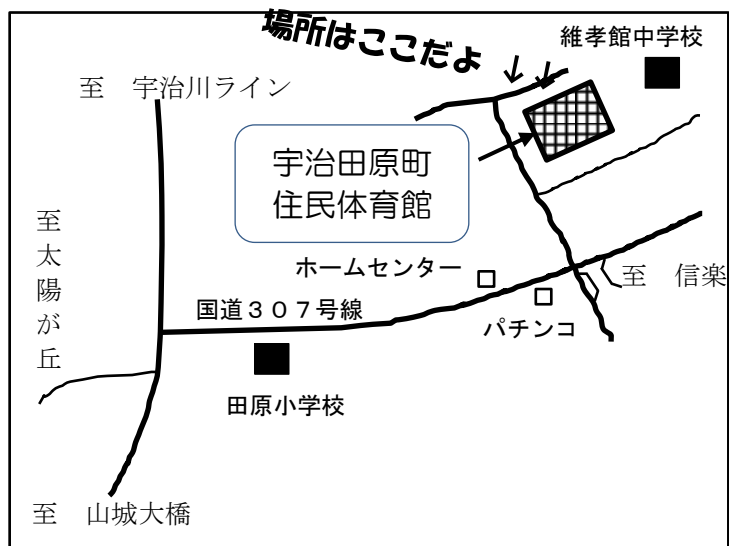 場所はここだよ
維孝館中学校
至　宇治川ライン
宇治田原町
住民体育館
至太陽が丘
ホームセンター
至　信楽
国道３０７号線
パチンコ
田原小学校
至　山城大橋